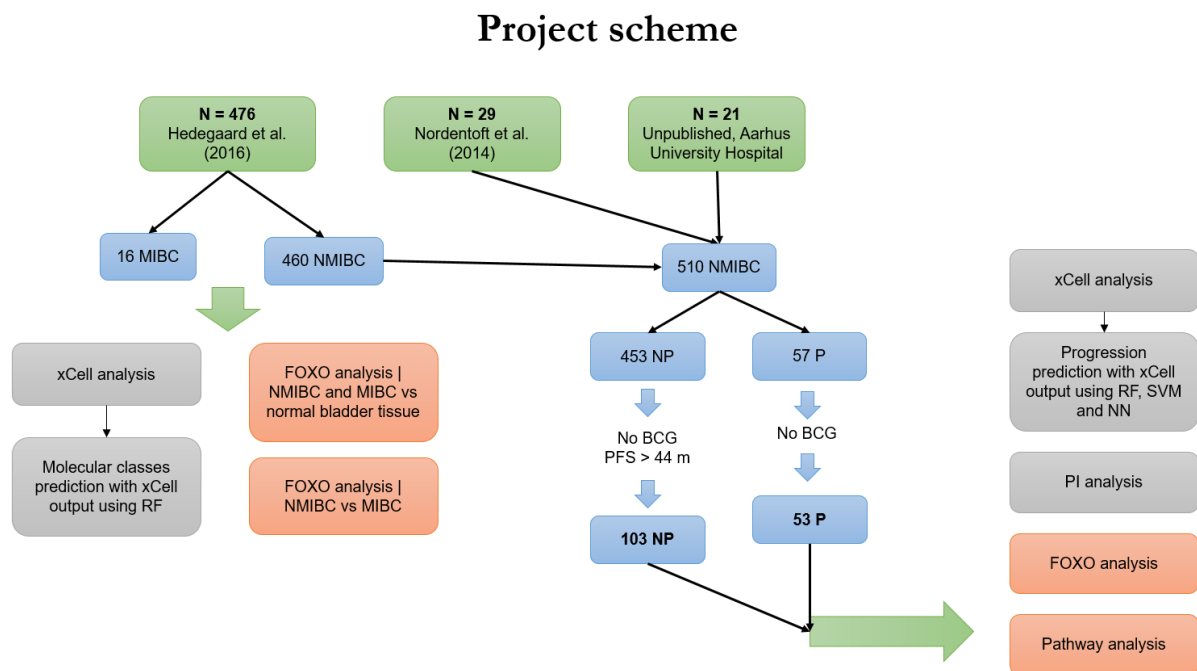 Project scheme
N = 476
Hedegaard et al.
(2016)
N = 29
Nordentoft et al.
(2014)
N = 21
Unpublished, Aarhus
University Hospital
16 MIBC
460 NMIBC
510 NMIBC
xCell analysis
Molecular classes
prediction with xCell
output using RF
FOXO analysis |
NMIBC and MIBC vs
normal bladder tissue
FOXO analysis |
NMIBC vs MIBC
453 NP
57 P
No BCG
PFS > 44 m
No BCG
103 NP
53 P
xCell analysis
Progression
prediction with xCell
output using RF, SVM
and NN
PI analysis
FOXO analysis
Pathway analysis